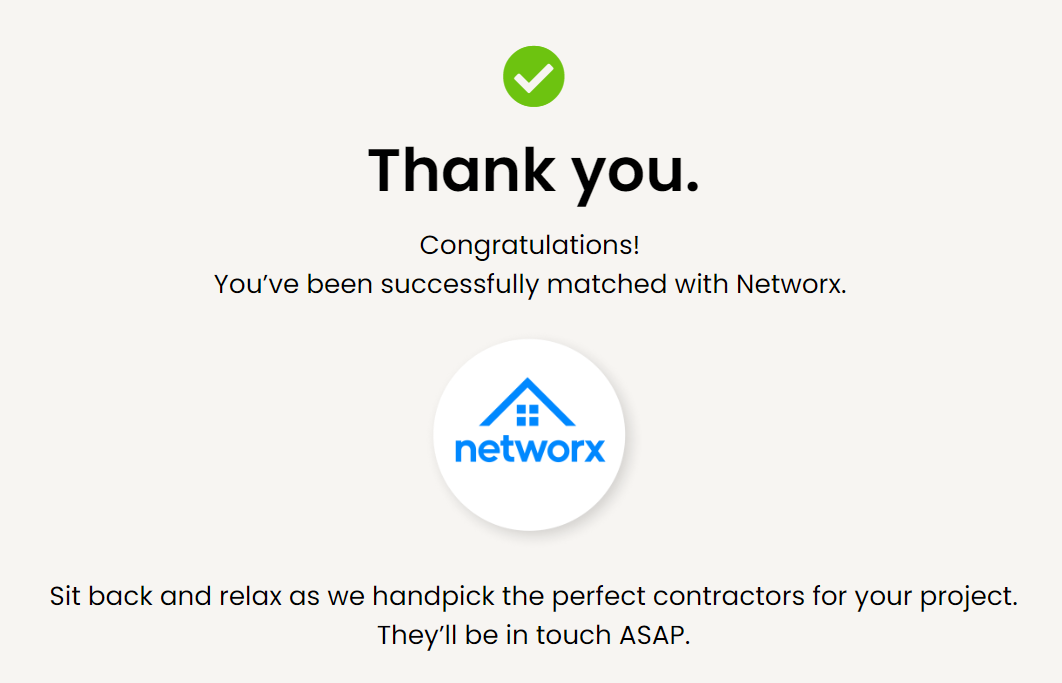 Thank you.
Congratulations!
You’ve been successfully matched with Networx.
networx
Sit back and relax as we handpick the perfect contractors for your project.
They’ll be in touch ASAP.